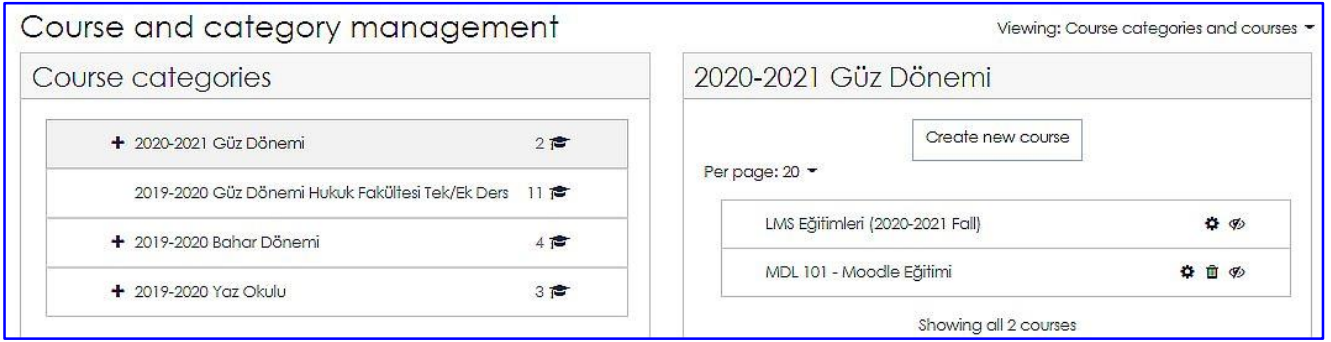 Course and category management
Viewing: Course categories and courses
Course categories
2020-2021 Güz Dönemi 2
2019-2020 Güz Dönemi Hukuk Fakültesi Tek/Ek Ders 11
2019-2020 Bahar Dönemi 4
2019-2020 Yaz Okulu 3
2020-2021 Güz Dönemi
Create new course
Per page: 20
LMS Eğitimleri (2020-2021 Fall)
MDL 101 - Moodle Eğitimi
Showing all 2 courses